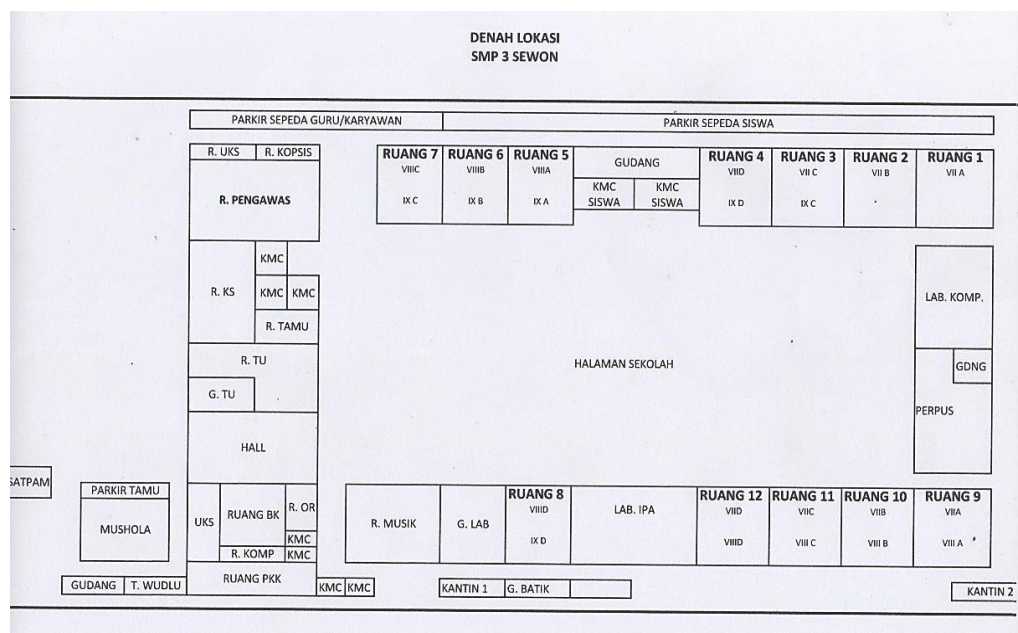 DENAH LOKASI
SMP 3 SEWON
PARKIR SEPEDA GURU/KARYAWAN
PARKIR SEPEDA SISWA
R. UKS
R. KOPSIS
R. PENGAWAS
RUANG 7
VIIIC
IX C
RUANG 6
VIIIB
IX B
RUANG 5
VIIIA
IX A
GUDANG
KMC
SISWA
KMC
SISWA
RUANG 4
VIID
IX D
RUANG 3
VII C
IX C
RUANG 2
VII B
RUANG 1
VII A
R. KS
KMC
KMC
KMC
R. TAMU
R. TU
G. TU
HALL
HALAMAN SEKOLAH
LAB. KOMP.
GDNG
PERPUS
SATPAM
PARKIR TAMU
MUSHOLA
UKS
RUANG BK
R. OR
KMC
R. KOMP
KMC
RUANG PKK
GUDANG
T. WUDLU
KMC
KMC
R. MUSIK
G. LAB
RUANG 8
VIIID
IX D
LAB. IPA
RUANG 12
VIID
VIIID
RUANG 11
VIIC
VIII C
RUANG 10
VIIB
VIII B
RUANG 9
VIIA
VIII A
KANTIN 1
G. BATIK
KANTIN 2